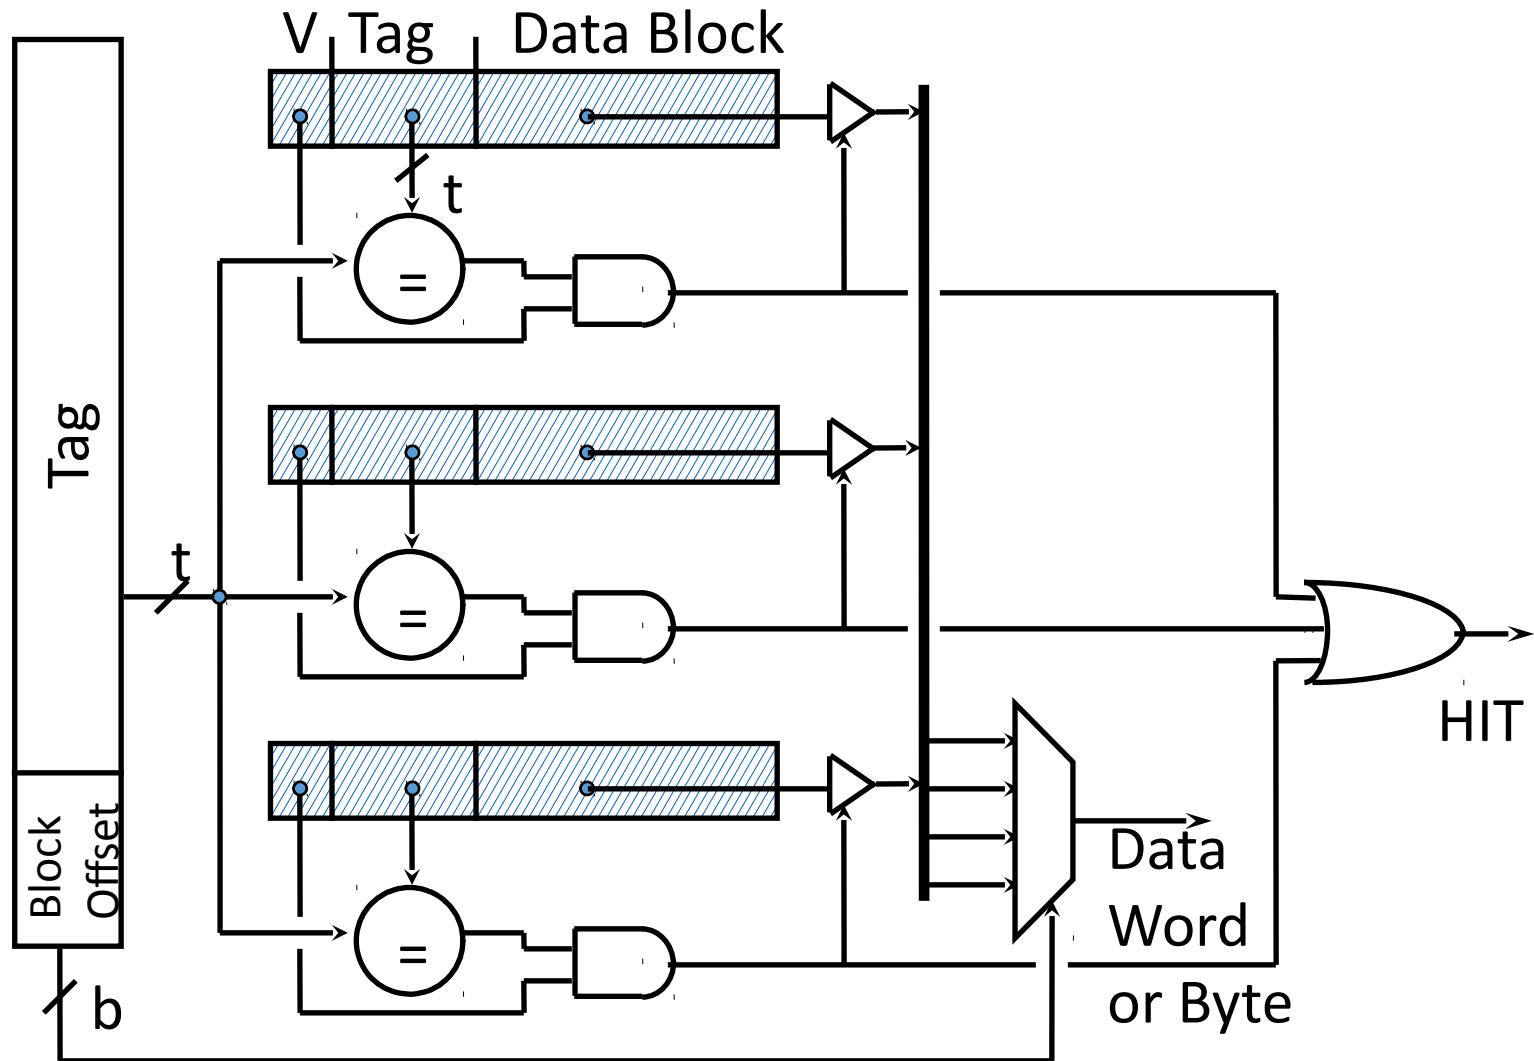 V
Tag
Data Block
t
=
Tag
t
=
HIT
Block
Offset
=
Data
Word
or Byte
b